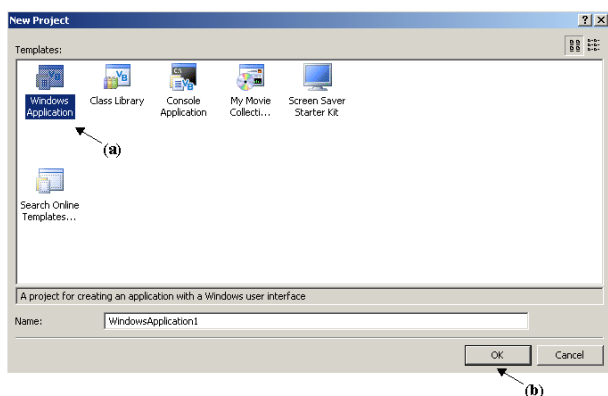 New Project
Templates:
Windows Application
Class Library
Console Application
My Movie Collecti...
Screen Saver Starter Kit
(a)
Search Online Templates...
A project for creating an application with a Windows user interface
Name: WindowsApplication1
OK Cancel
(b)